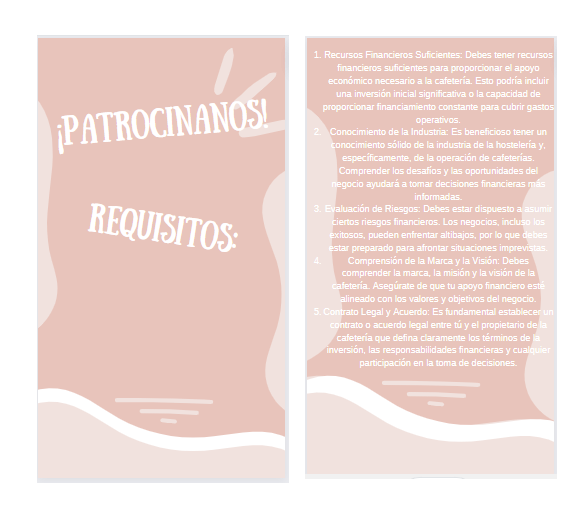 ¡PATROCINANOS!
REQUISITOS:
1. Recursos Financieros Suficientes: Debes tener recursos
financieros suficientes para proporcionar el apoyo
económico necesario a la cafetería. Esto podría incluir
una inversión inicial significativa o la capacidad de
proporcionar financiamiento constante para cubrir gastos
operativos.
2. Conocimiento de la Industria: Es beneficioso tener un
conocimiento sólido de la industria de la hostelería y,
específicamente, de la operación de cafeterías.
Comprender los desafíos y las oportunidades del
negocio ayudará a tomar decisiones financieras más
informadas.
3. Evaluación de Riesgos: Debes estar dispuesto a asumir
ciertos riesgos financieros. Los negocios, incluso los
exitosos, pueden enfrentar altibajos, por lo que debes
estar preparado para afrontar situaciones imprevistas.
4. Comprensión de la Marca y la Visión: Debes
comprender la marca, la misión y la visión de la
cafetería. Asegúrate de que tu apoyo financiero esté
alineado con los valores y objetivos del negocio.
5. Contrato Legal y Acuerdo: Es fundamental establecer un
contrato o acuerdo legal entre tú y el propietario de la
cafetería que defina claramente los términos de la
inversión, las responsabilidades financieras y cualquier
participación en la toma de decisiones.